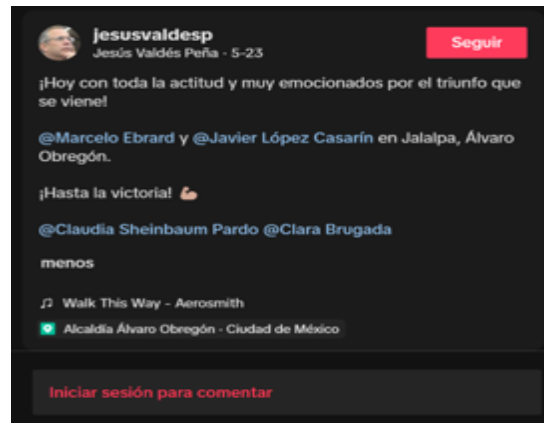 jesusvaldesp
Jesús Valdés Peña · 5-23
Seguir
¡Hoy con toda la actitud y muy emocionados por el triunfo que
se viene!
@Marcelo Ebrard y @Javier López Casarín en Jalalpa, Álvaro
Obregón.
¡Hasta la victoria! 💪🏼
@Claudia Sheinbaum Pardo @Clara Brugada
menos
♫ Walk This Way - Aerosmith
Alcaldía Álvaro Obregón · Ciudad de México
Iniciar sesión para comentar